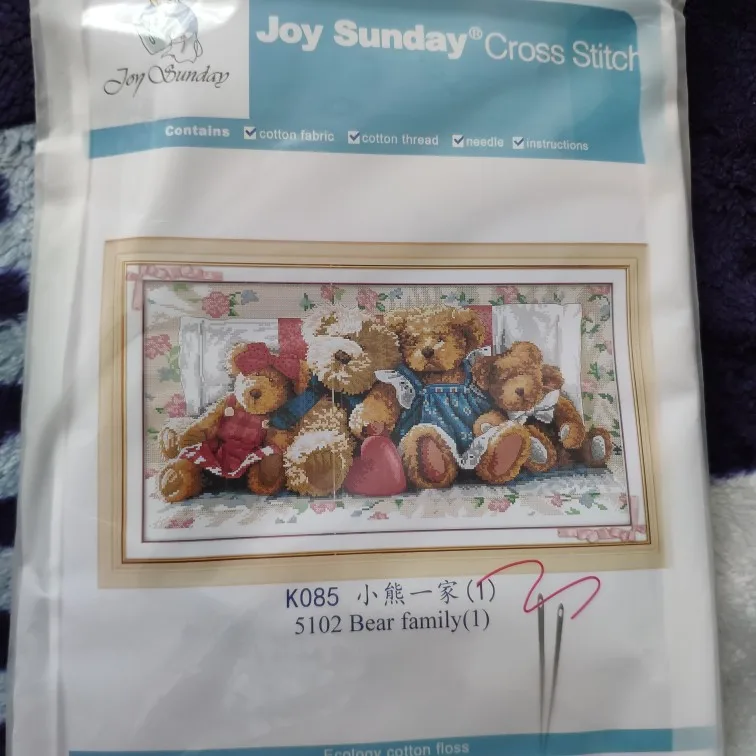 Joy Sunday
Joy Sunday® Cross Stitch
Contains ☑ cotton fabric ☑ cotton thread ☑ needle ☑ instructions
K085 小熊一家(1)
5102 Bear family(1)
Ecology cotton floss